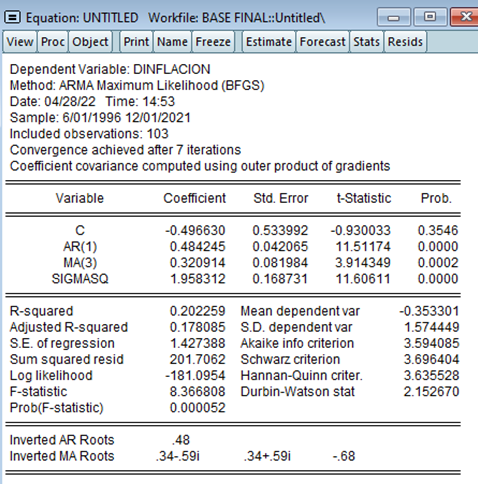 Equation: UNTITLED Workfile: BASE FINAL::Untitled\
View Proc Object Print Name Freeze Estimate Forecast Stats Resids
Dependent Variable: DINFLACION
Method: ARMA Maximum Likelihood (BFGS)
Date: 04/28/22 Time: 14:53
Sample: 6/01/1996 12/01/2021
Included observations: 103
Convergence achieved after 7 iterations
Coefficient covariance computed using outer product of gradients
Variable Coefficient Std. Error t-Statistic Prob.
C -0.496630 0.533992 -0.930033 0.3546
AR(1) 0.484245 0.042065 11.51174 0.0000
MA(3) 0.320914 0.081984 3.914349 0.0002
SIGMASQ 1.958312 0.168731 11.60611 0.0000
R-squared 0.202259 Mean dependent var -0.353301
Adjusted R-squared 0.178085 S.D. dependent var 1.574449
S.E. of regression 1.427388 Akaike info criterion 3.594085
Sum squared resid 201.7062 Schwarz criterion 3.696404
Log likelihood -181.0954 Hannan-Quinn criter. 3.635528
F-statistic 8.366808 Durbin-Watson stat 2.152670
Prob(F-statistic) 0.000052
Inverted AR Roots .48
Inverted MA Roots .34-.59i .34+.59i -.68